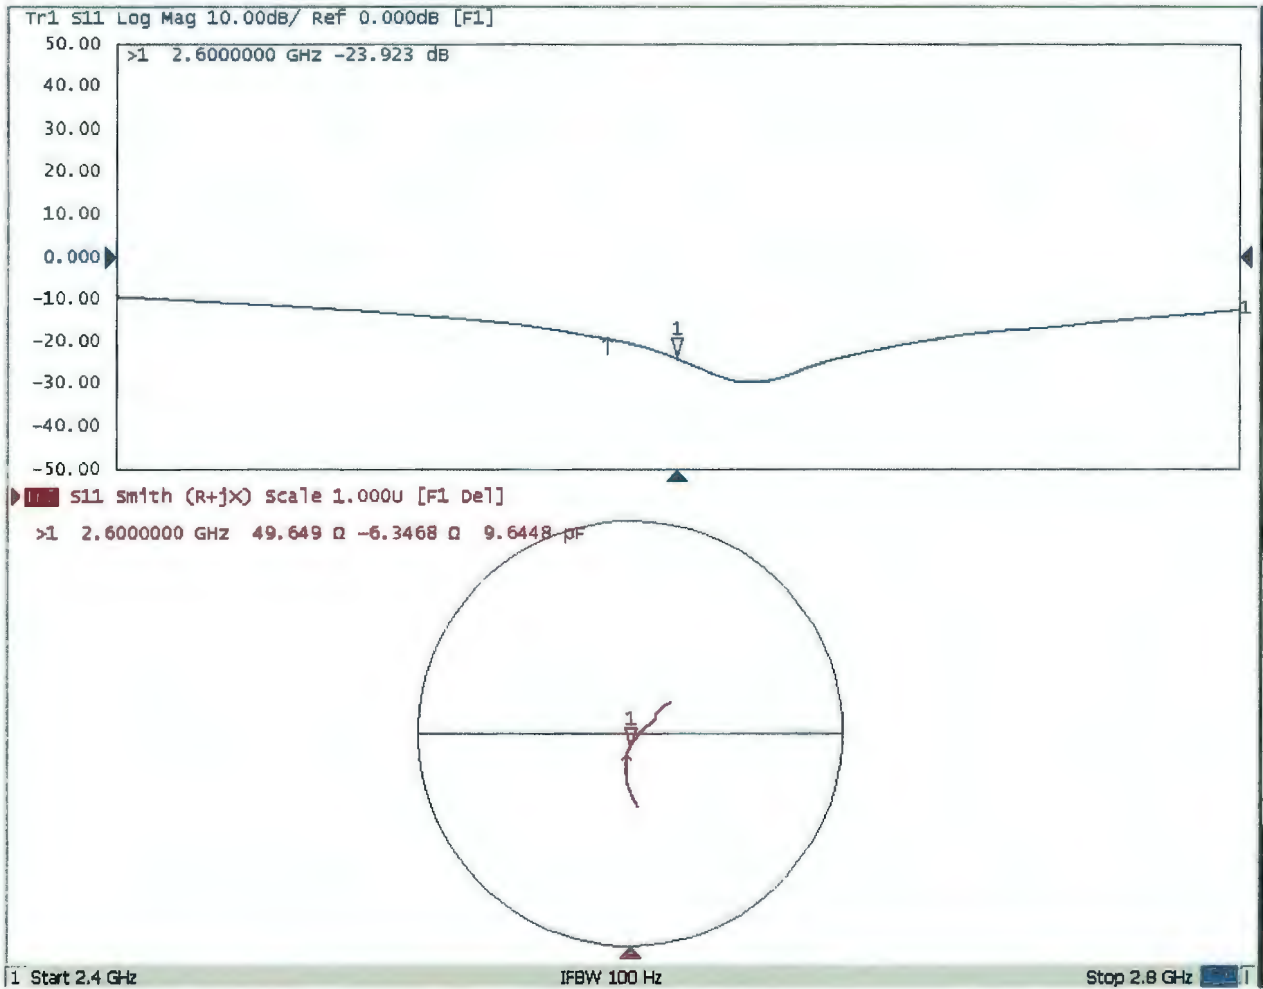 Tr1 S11 Log Mag 10.00dB/ Ref 0.000dB [F1]
50.00
>1 2.6000000 GHz -23.923 dB
40.00
30.00
20.00
10.00
0.000
-10.00
1
-20.00
1
-30.00
-40.00
-50.00
S11 Smith (R+jX) Scale 1.000U [F1 Del]
>1 2.6000000 GHz 49.649 Ω -6.3468 Ω 9.6448 pF
1
1 Start 2.4 GHz IFBW 100 Hz Stop 2.8 GHz